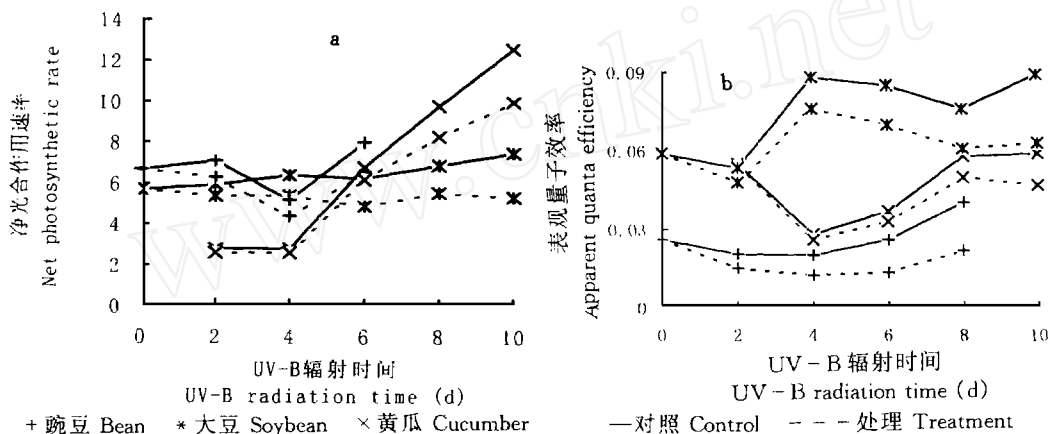 www.cnki.net
a
净光合作用速率
Net photosynthetic rate
14
12
10
8
6
4
2
0
0 2 4 6 8 10
UV-B辐射时间
UV-B radiation time (d)
b
表观量子效率
Apparent quanta efficiency
0.09
0.06
0.03
0
0 2 4 6 8 10
UV-B辐射时间
UV-B radiation time (d)
+ 豌豆 Bean * 大豆 Soybean × 黄瓜 Cucumber —对照 Control ---处理 Treatment